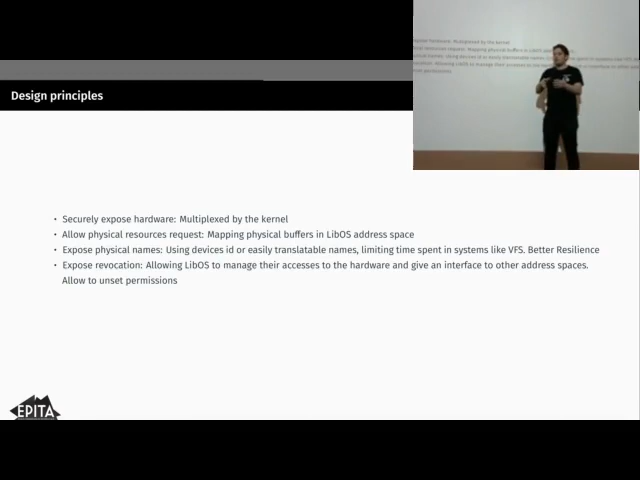 Design principles
• Securely expose hardware: Multiplexed by the kernel
• Allow physical resources request: Mapping physical buffers in LibOS address space
• Expose physical names: Using devices id or easily translatable names, limiting time spent in systems like VFS. Better Resilience
• Expose revocation: Allowing LibOS to manage their accesses to the hardware and give an interface to other address spaces.
Allow to unset permissions
EPITA